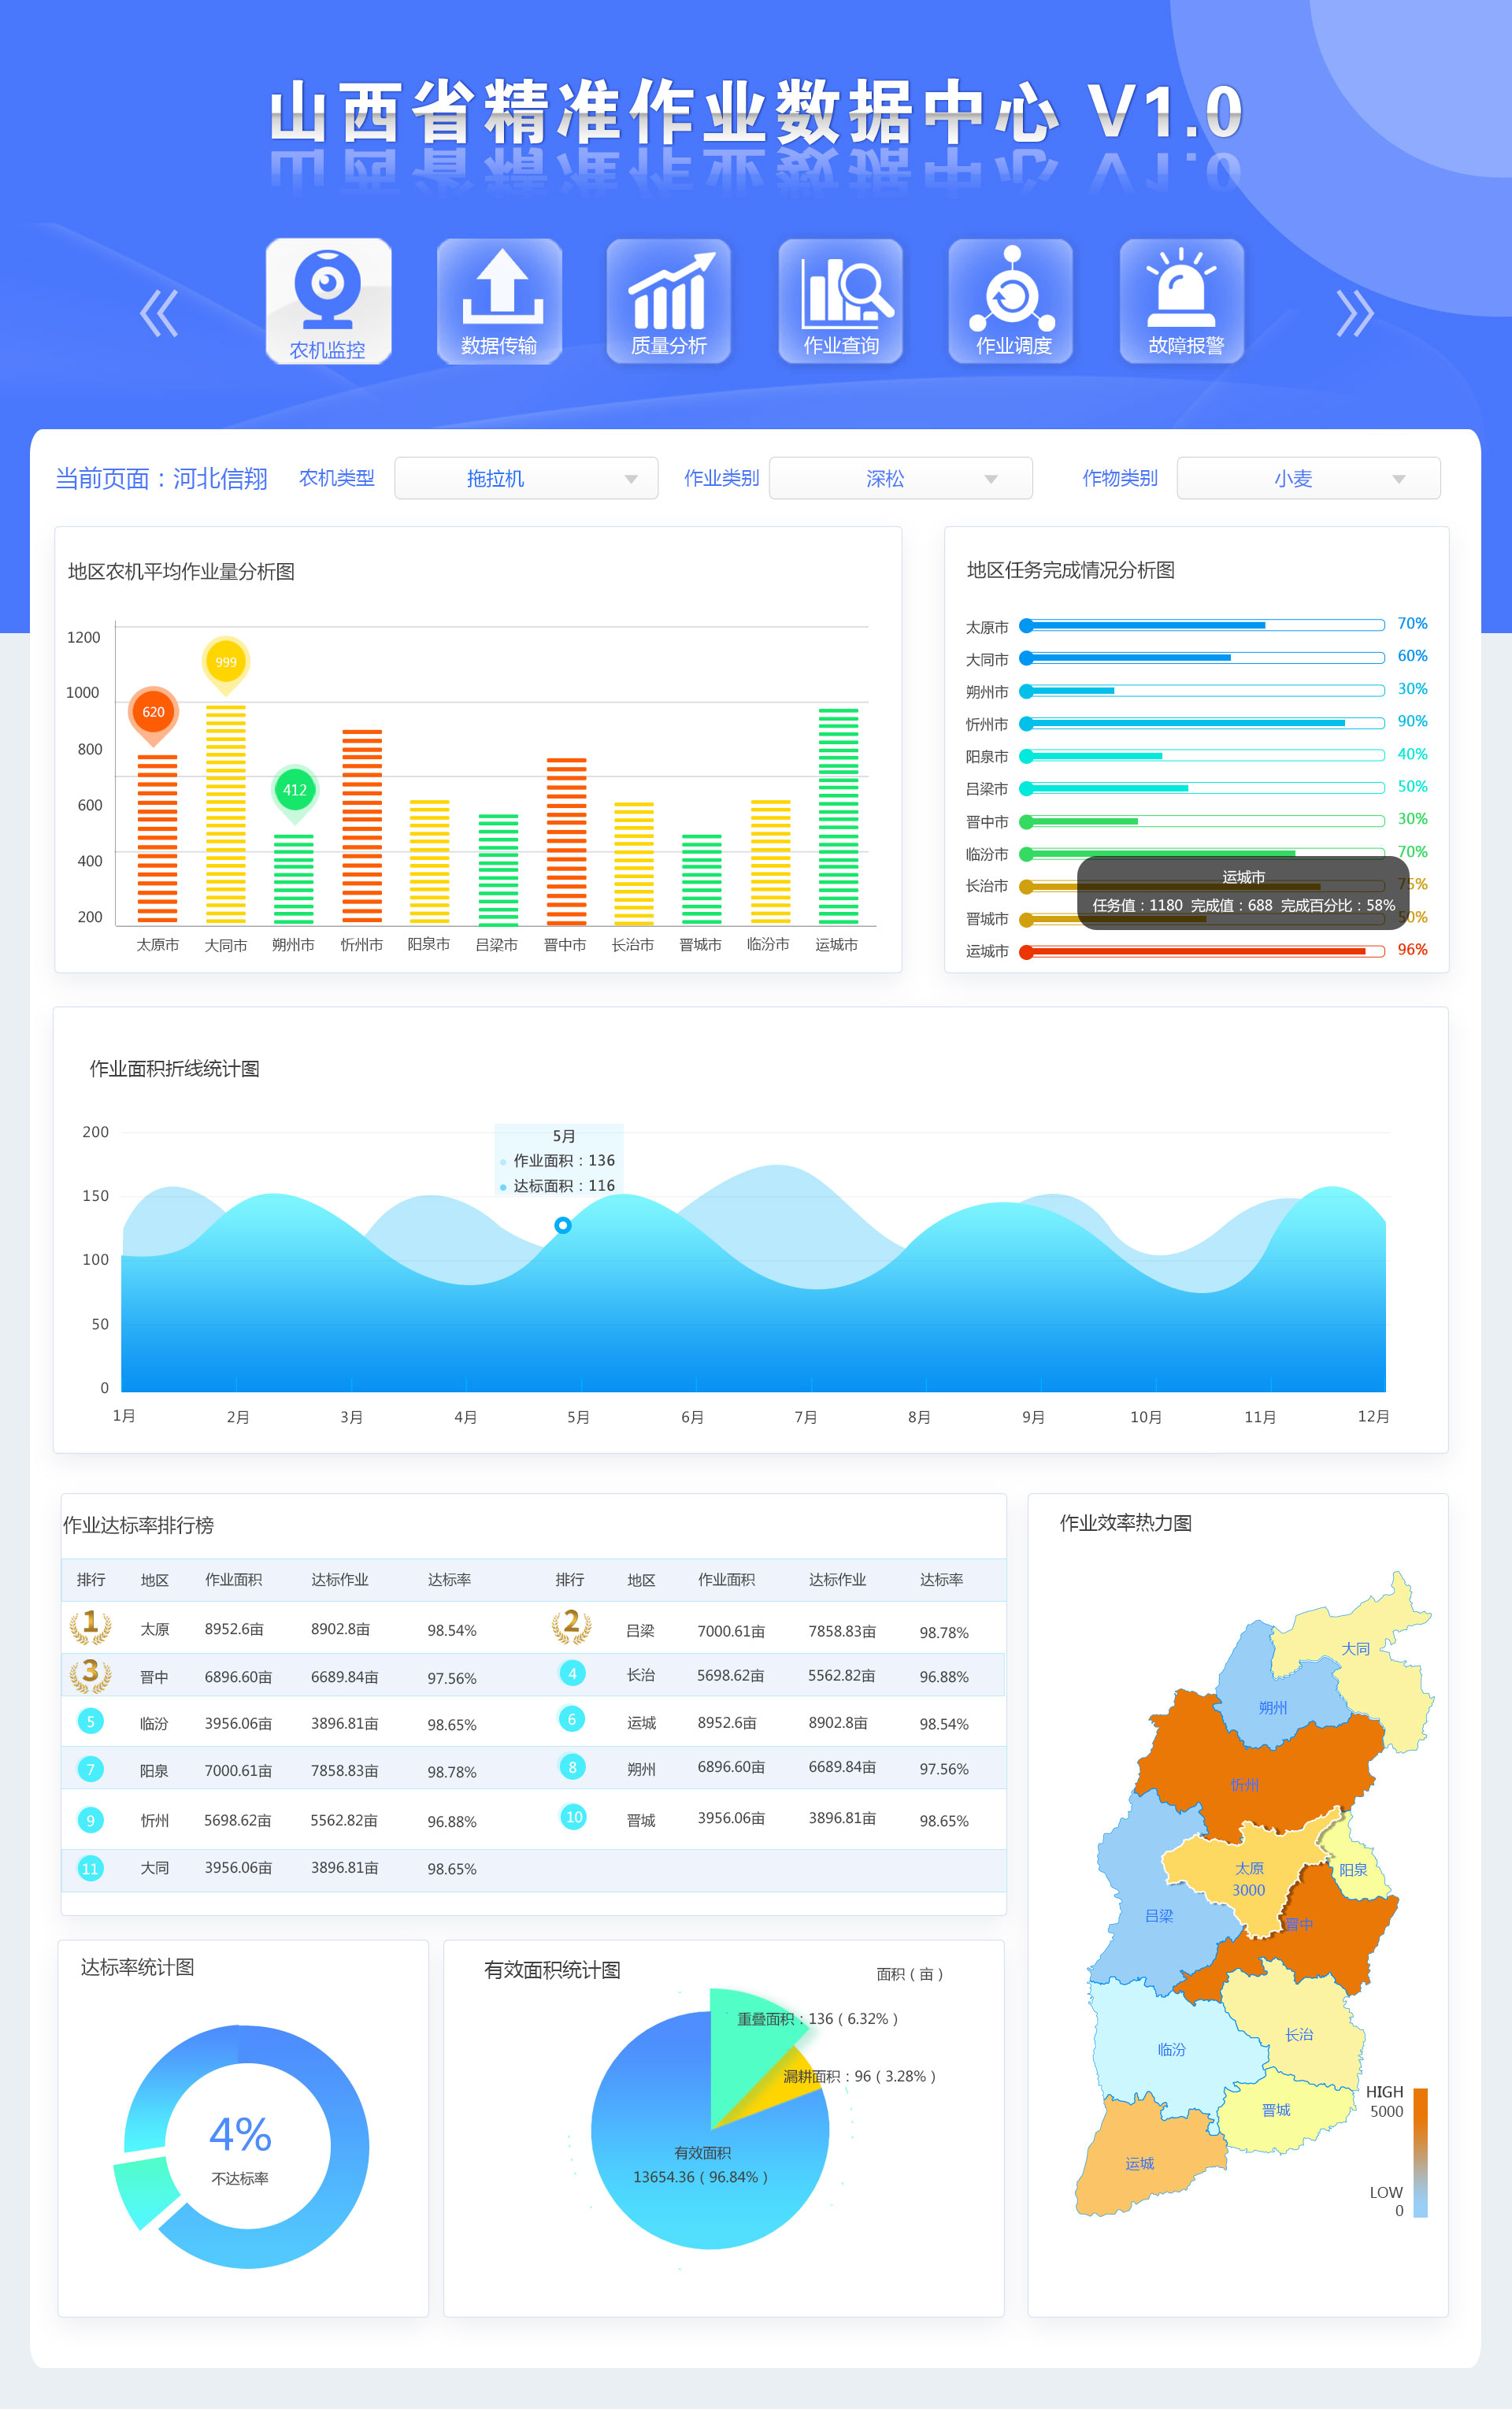 山西省精准作业数据中心 V1.0
农机监控 数据传输 质量分析 作业查询 作业调度 故障报警
当前页面：河北信翔 农机类型 拖拉机 作业类别 深松 作物类别 小麦
地区农机平均作业量分析图
1200
1000
800
600
400
200
620
999
412
太原市 大同市 朔州市 忻州市 阳泉市 吕梁市 晋中市 长治市 晋城市 临汾市 运城市
地区任务完成情况分析图
太原市 70%
大同市 60%
朔州市 30%
忻州市 90%
阳泉市 40%
吕梁市 50%
晋中市 30%
临汾市 70%
长治市 75%
晋城市 50%
运城市 96%
运城市
任务值：1180 完成值：688 完成百分比：58%
作业面积折线统计图
200
150
100
50
0
5月
作业面积：136
达标面积：116
1月 2月 3月 4月 5月 6月 7月 8月 9月 10月 11月 12月
作业达标率排行榜
排行 地区 作业面积 达标作业 达标率 排行 地区 作业面积 达标作业 达标率
1 太原 8952.6亩 8902.8亩 98.54% 2 吕梁 7000.61亩 7858.83亩 98.78%
3 晋中 6896.60亩 6689.84亩 97.56% 4 长治 5698.62亩 5562.82亩 96.88%
5 临汾 3956.06亩 3896.81亩 98.65% 6 运城 8952.6亩 8902.8亩 98.54%
7 阳泉 7000.61亩 7858.83亩 98.78% 8 朔州 6896.60亩 6689.84亩 97.56%
9 忻州 5698.62亩 5562.82亩 96.88% 10 晋城 3956.06亩 3896.81亩 98.65%
11 大同 3956.06亩 3896.81亩 98.65%
作业效率热力图
大同
朔州
忻州
太原
3000
阳泉
吕梁
晋中
长治
临汾
晋城
运城
HIGH
5000
LOW
0
达标率统计图
4%
不达标率
有效面积统计图
面积（亩）
重叠面积：136（6.32%）
漏耕面积：96（3.28%）
有效面积
13654.36（96.84%）